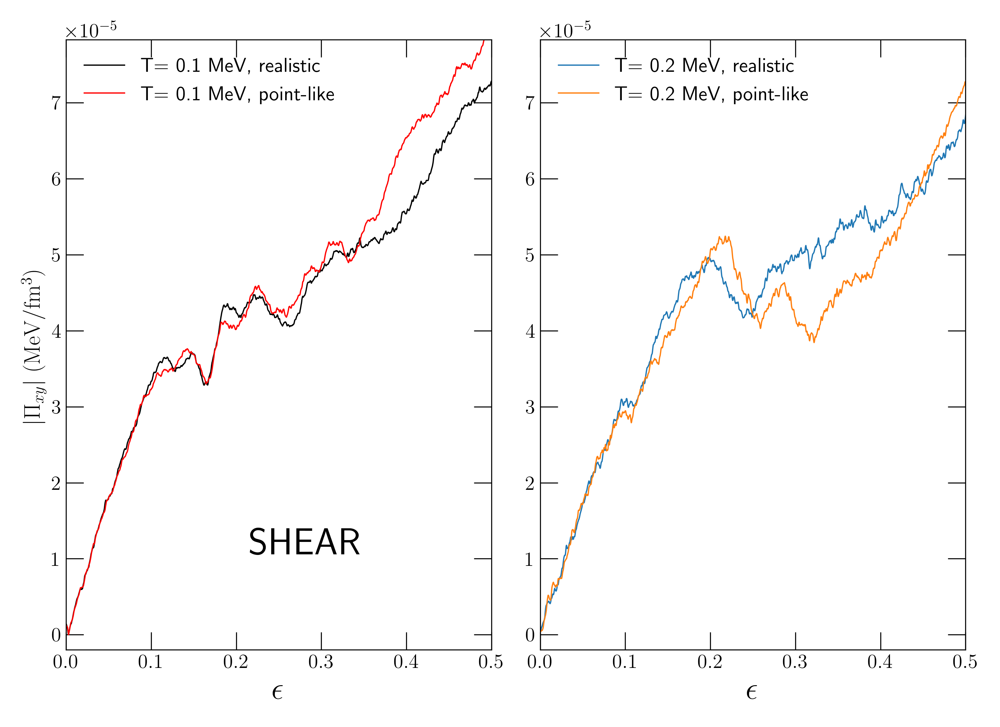 ×10⁻⁵
T= 0.1 MeV, realistic
T= 0.1 MeV, point-like
7
6
5
4
3
2
1
0
|Π_{xy}| (MeV/fm³)
SHEAR
0.0 0.1 0.2 0.3 0.4 0.5
ϵ
×10⁻⁵
T= 0.2 MeV, realistic
T= 0.2 MeV, point-like
7
6
5
4
3
2
1
0
0.0 0.1 0.2 0.3 0.4 0.5
ϵ